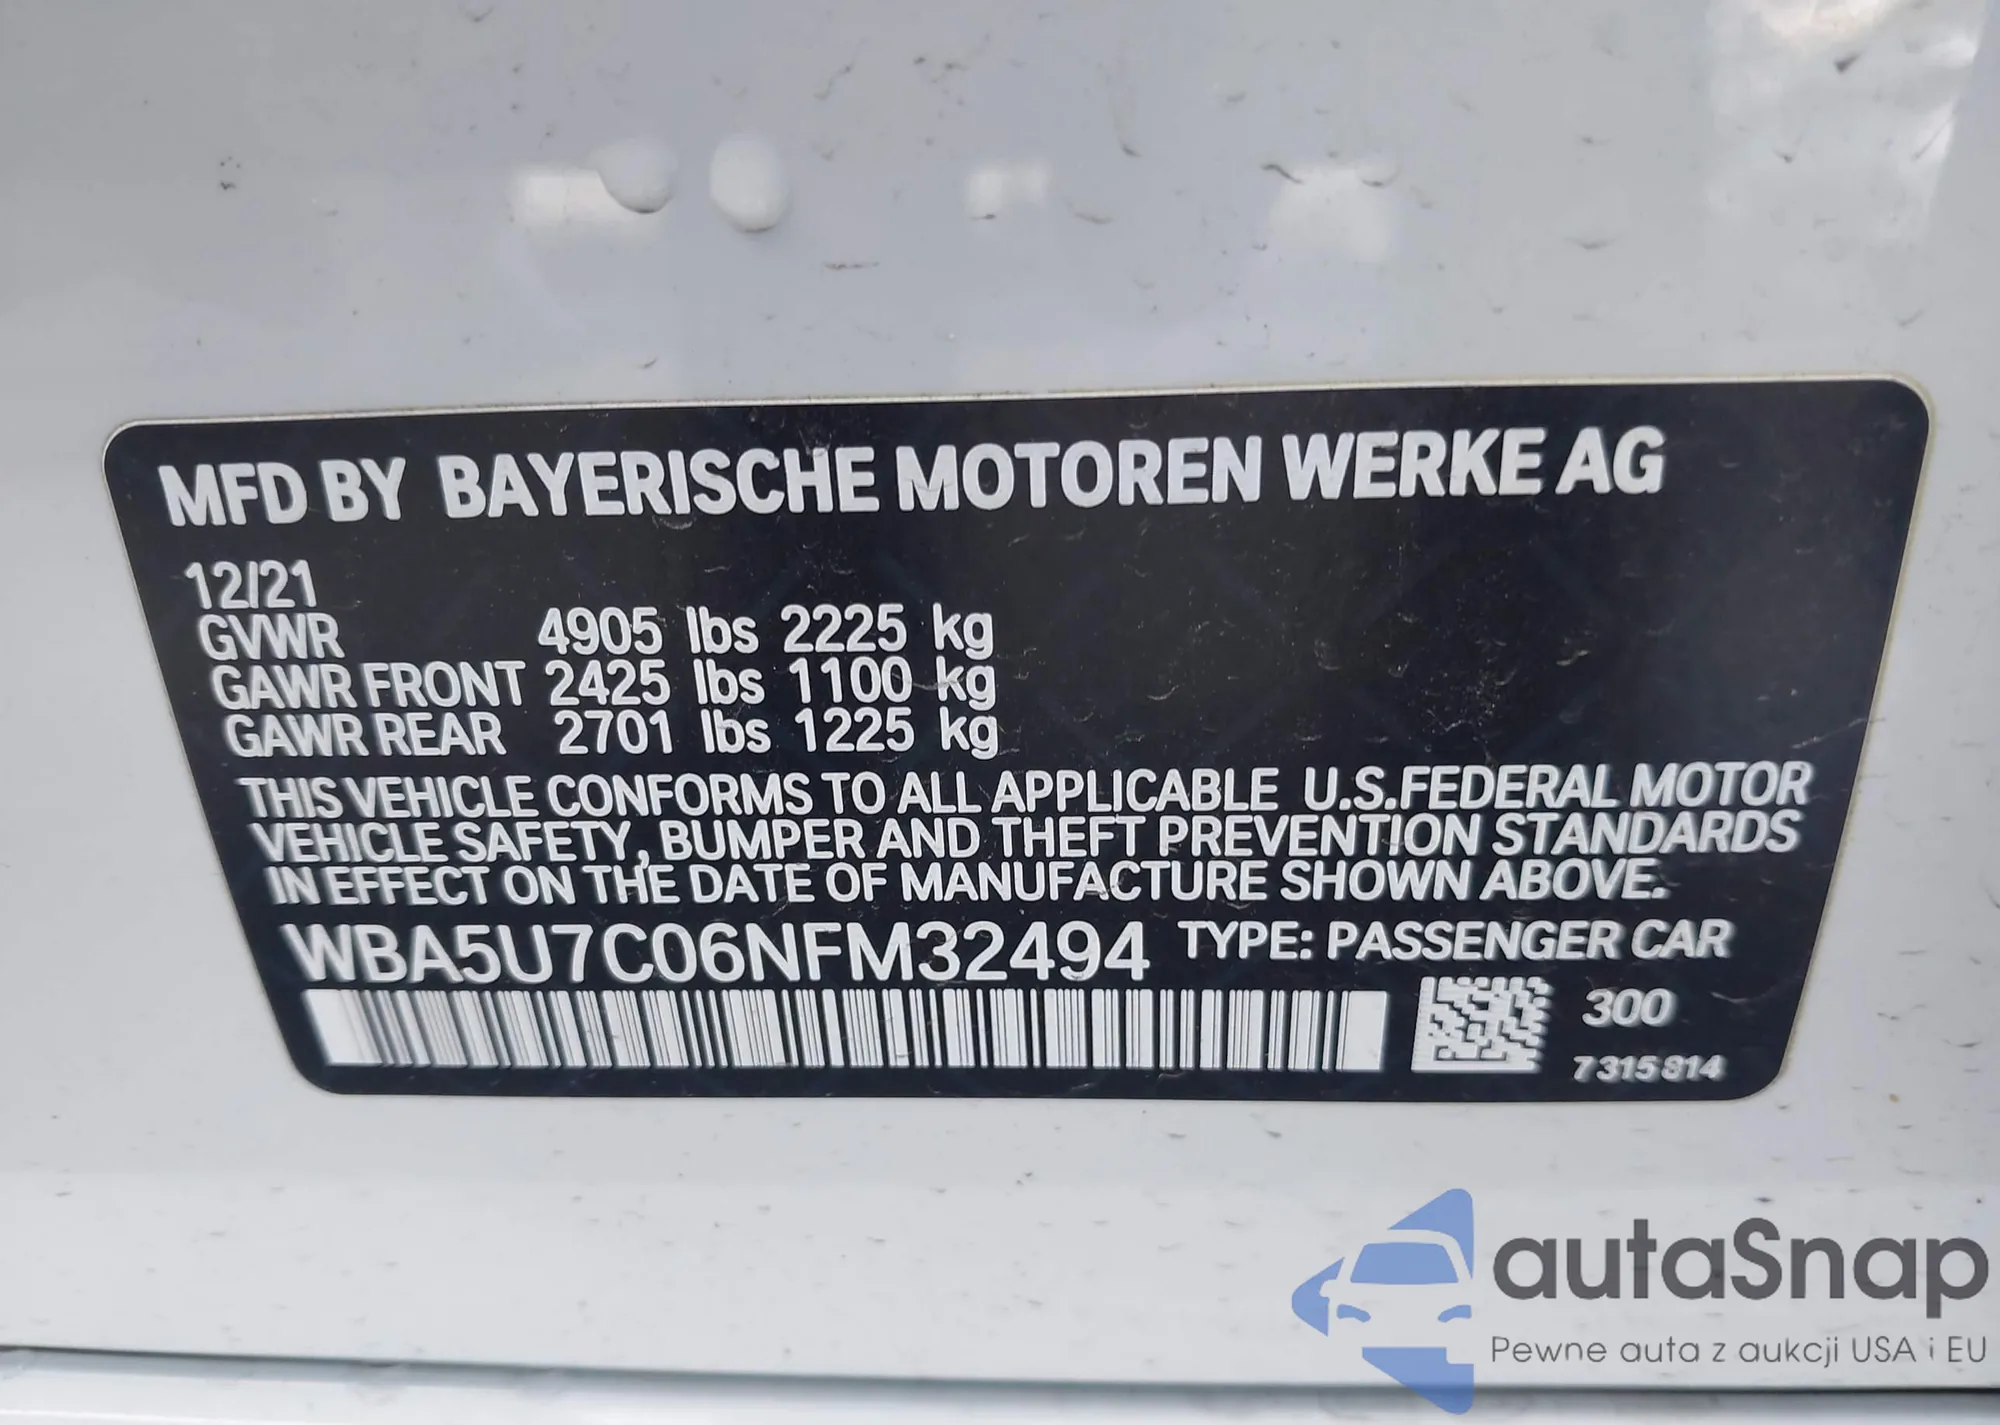 MFD BY BAYERISCHE MOTOREN WERKE AG
12/21
GVWR 4905 lbs 2225 kg
GAWR FRONT 2425 lbs 1100 kg
GAWR REAR 2701 lbs 1225 kg
THIS VEHICLE CONFORMS TO ALL APPLICABLE U.S.FEDERAL MOTOR
VEHICLE SAFETY, BUMPER AND THEFT PREVENTION STANDARDS
IN EFFECT ON THE DATE OF MANUFACTURE SHOWN ABOVE.
WBA5U7C06NFM32494 TYPE: PASSENGER CAR
300
7315814
autaSnap
Pewne auta z aukcji USA i EU